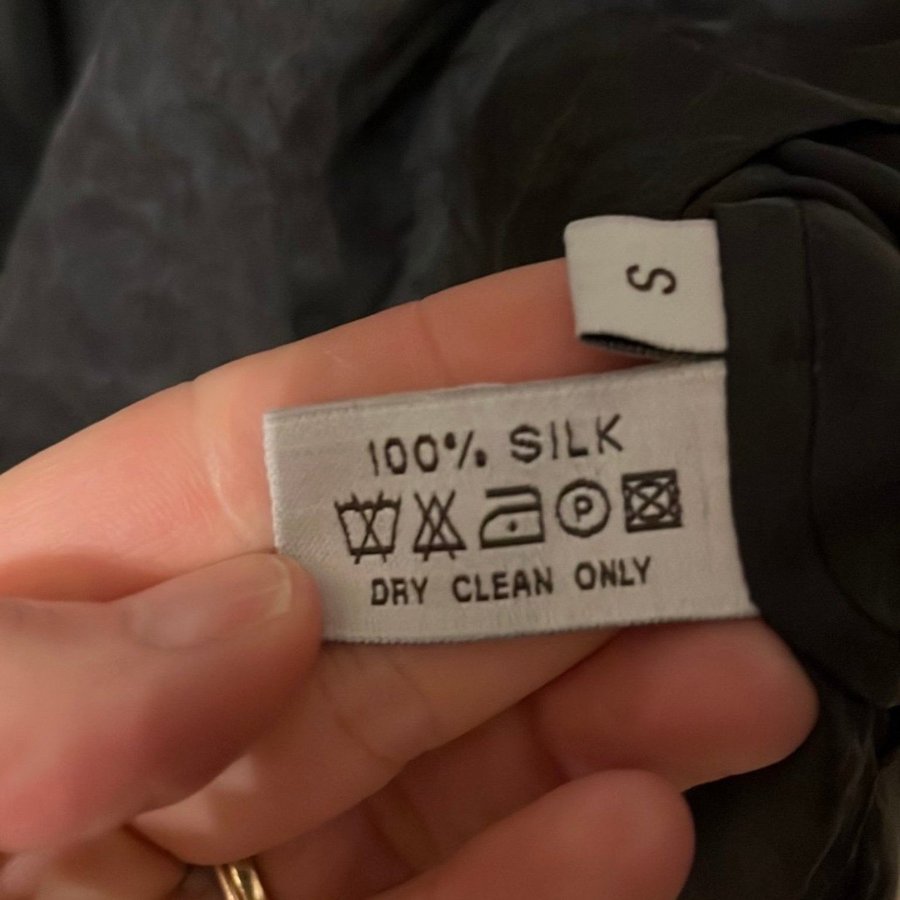 S
100% SILK
P
DRY CLEAN ONLY